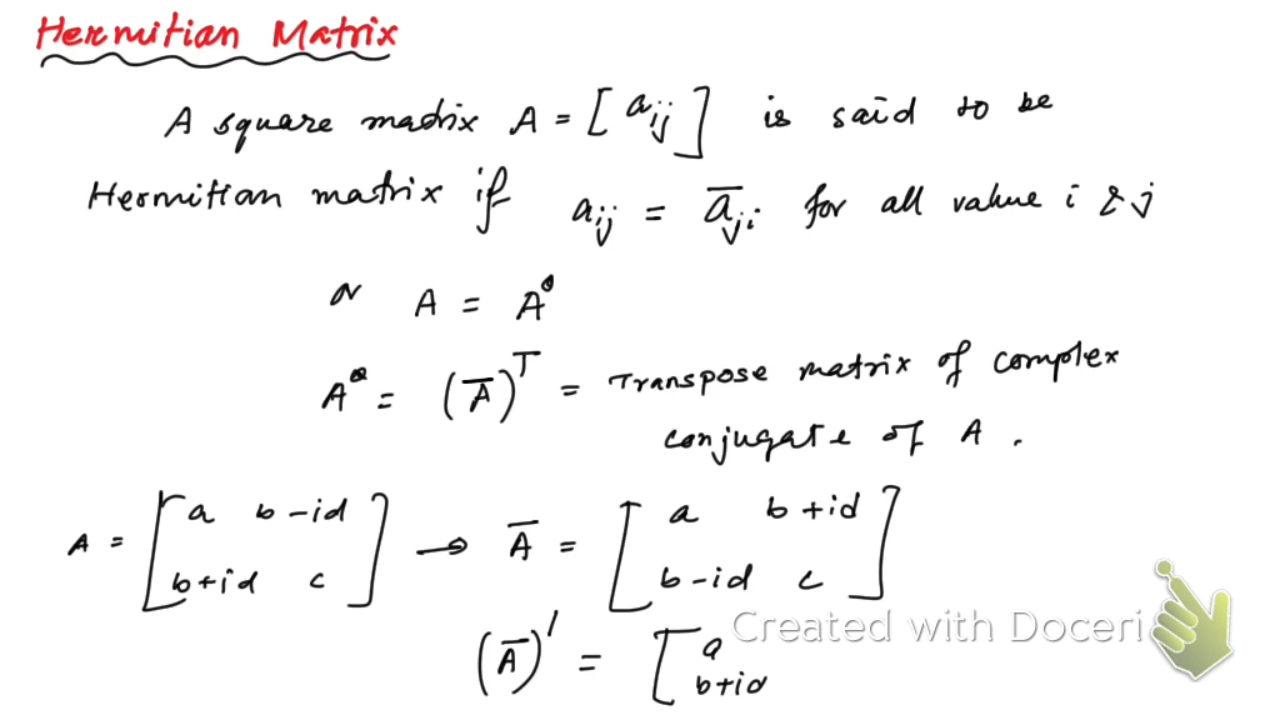 Hermitian Matrix
A square matrix A = [aij] is said to be
Hermitian matrix if aij = a̅ji for all value i & j
or A = A^θ
A^θ = (A̅)^T = Transpose matrix of complex
conjugate of A.
A = [a b-id → A̅ = [a b+id
b+id c] b-id c]
Created with Doceri
(A̅)' = [a
b+id